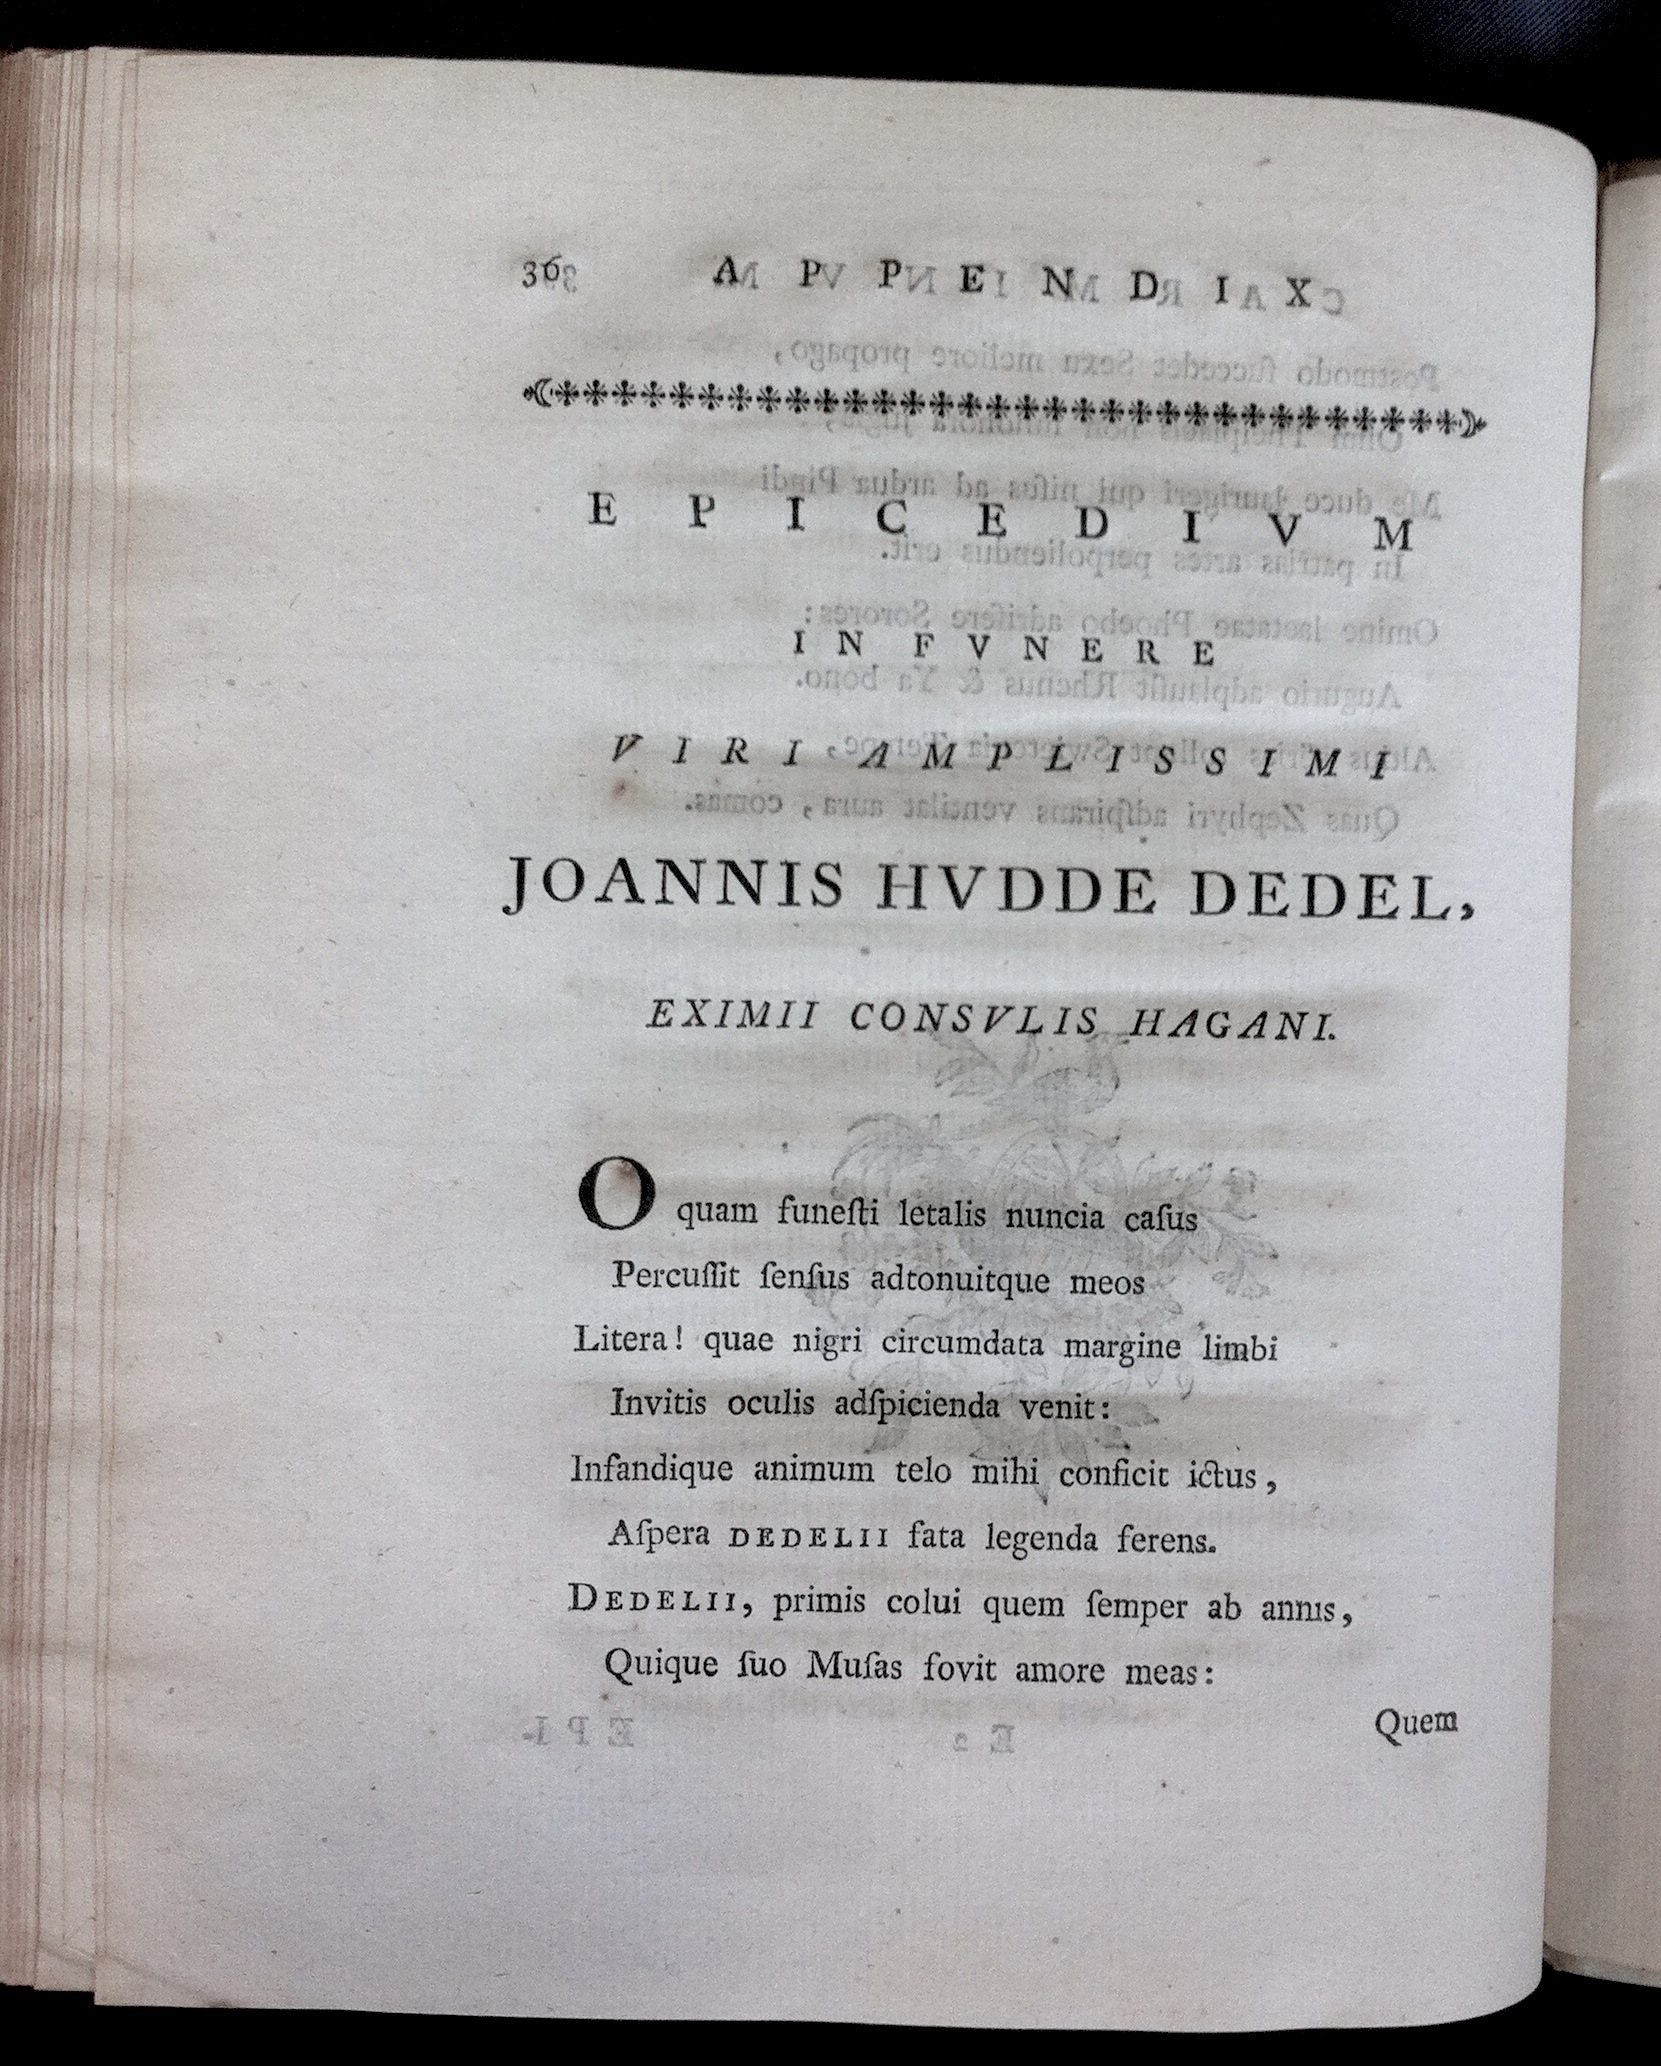 36 APPENDIX
EPICEDIVM
IN FVNERE
VIRI AMPLISSIMI
JOANNIS HVDDE DEDEL,
EXIMII CONSVLIS HAGANI.
O quam funeſti letalis nuncia caſus
Percuſſit ſenſus adtonuitque meos
Litera! quae nigri circumdata margine limbi
Invitis oculis adſpicienda venit:
Infandique animum telo mihi conficit ictus,
Aſpera DEDELII fata legenda ferens.
DEDELII, primis colui quem ſemper ab annis,
Quique ſuo Muſas fovit amore meas:
Quem